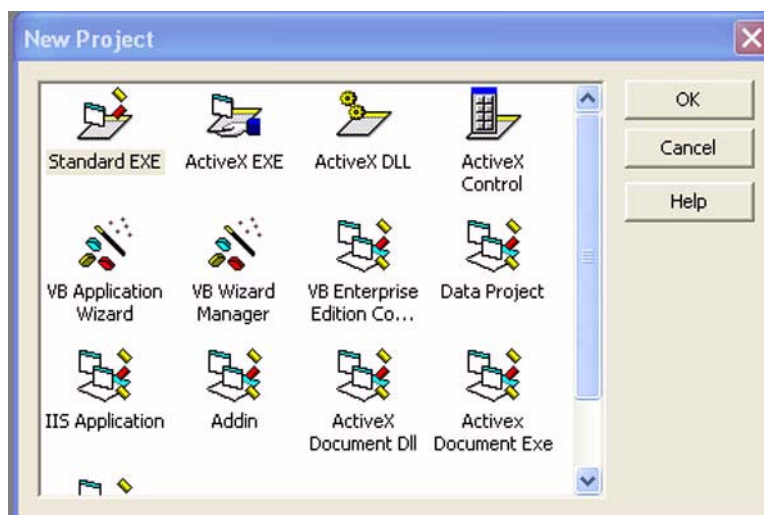 New Project
OK
Cancel
Help
Standard EXE
ActiveX EXE
ActiveX DLL
ActiveX
Control
VB Application
Wizard
VB Wizard
Manager
VB Enterprise
Edition Co...
Data Project
IIS Application
Addin
ActiveX
Document Dll
Activex
Document Exe